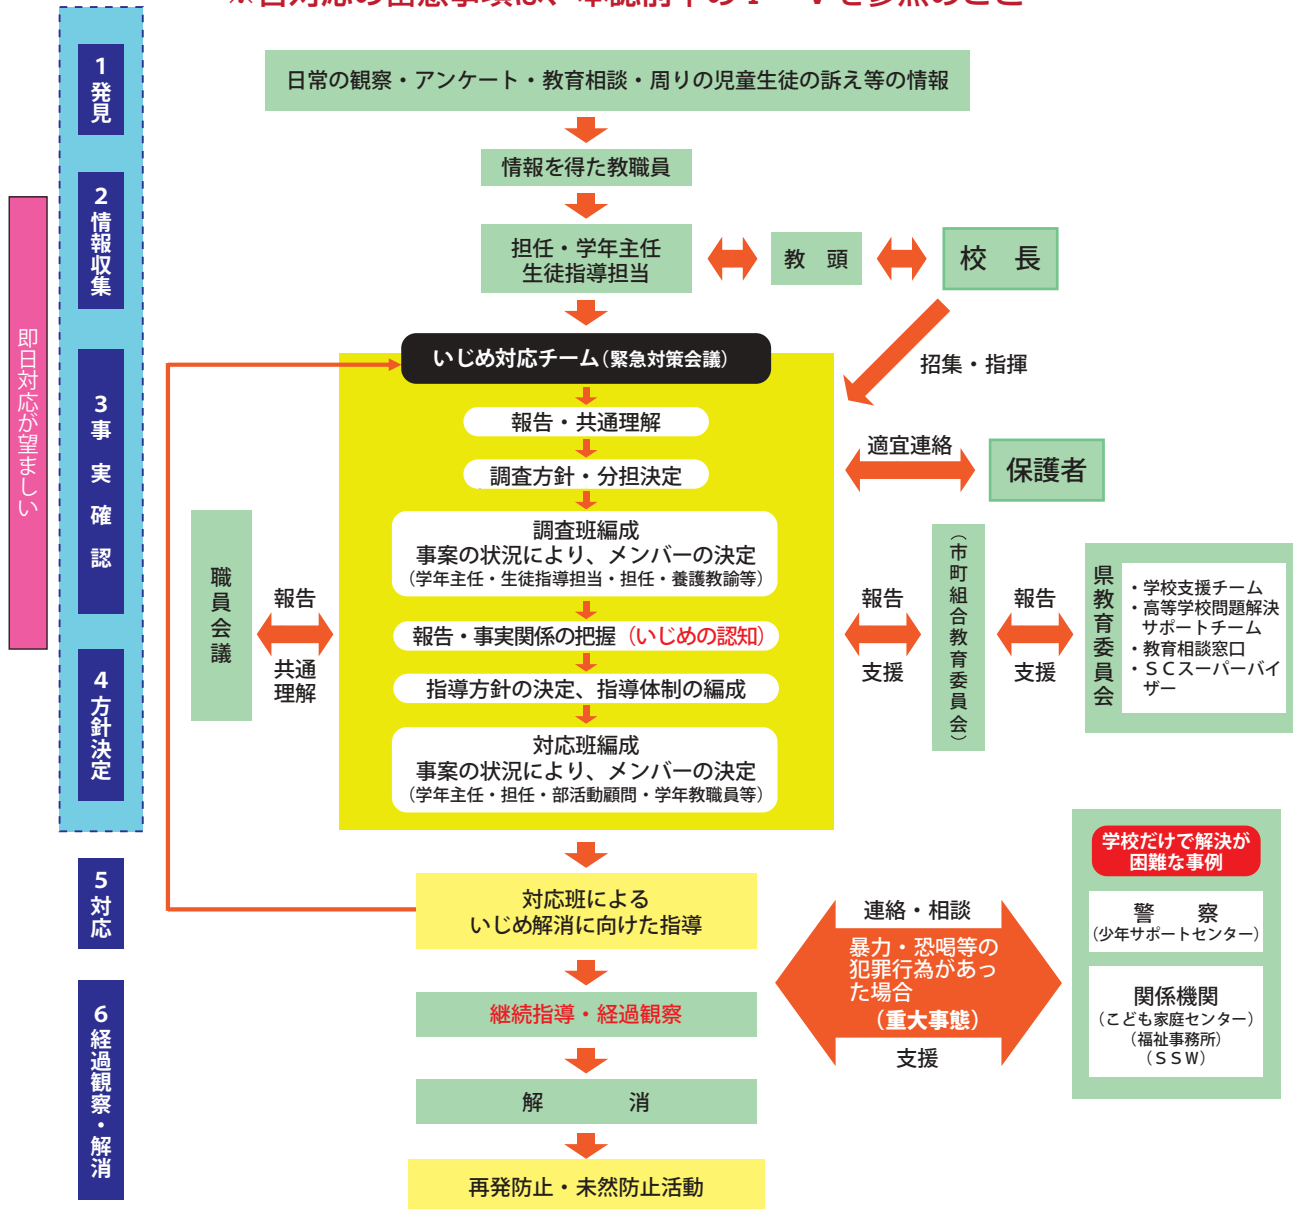 1発見
日常の観察・アンケート・教育相談・周りの児童生徒の訴え等の情報
情報を得た教職員
2情報収集
担任・学年主任
生徒指導担当
教　頭
校　長
招集・指揮
即日対応が望ましい
3事実確認
いじめ対応チーム（緊急対策会議）
報告・共通理解
調査方針・分担決定
調査班編成
事案の状況により、メンバーの決定
（学年主任・生徒指導担当・担任・養護教諭等）
報告・事実関係の把握（いじめの認知）
4方針決定
指導方針の決定、指導体制の編成
対応班編成
事案の状況により、メンバーの決定
（学年主任・担任・部活動顧問・学年教職員等）
職員会議
報告
共通
理解
適宜連絡
保護者
報告
支援
（市町組合教育委員会）
報告
支援
県教育委員会
・学校支援チーム
・高等学校問題解決
サポートチーム
・教育相談窓口
・ＳＣスーパーバイ
ザー
5対応
対応班による
いじめ解消に向けた指導
連絡・相談
暴力・恐喝等の
犯罪行為があっ
た場合
（重大事態）
支援
学校だけで解決が
困難な事例
警　察
（少年サポートセンター）
関係機関
（こども家庭センター）
（福祉事務所）
（ＳＳＷ）
6経過観察・解消
継続指導・経過観察
解　消
再発防止・未然防止活動